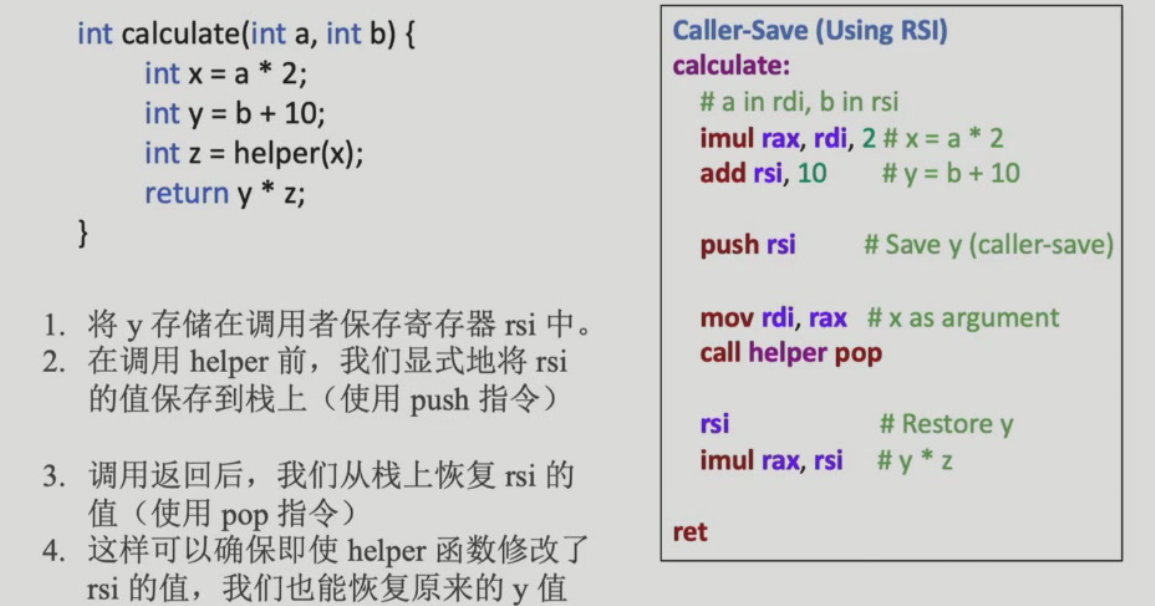 int calculate(int a, int b) {
int x = a * 2;
int y = b + 10;
int z = helper(x);
return y * z;
}
1. 将 y 存储在调用者保存寄存器 rsi 中。
2. 在调用 helper 前，我们显式地将 rsi
的值保存到栈上（使用 push 指令）
3. 调用返回后，我们从栈上恢复 rsi 的
值（使用 pop 指令）
4. 这样可以确保即使 helper 函数修改了
rsi 的值，我们也能恢复原来的 y 值
Caller-Save (Using RSI)
calculate:
# a in rdi, b in rsi
imul rax, rdi, 2 # x = a * 2
add rsi, 10 # y = b + 10
push rsi # Save y (caller-save)
mov rdi, rax # x as argument
call helper pop
rsi # Restore y
imul rax, rsi # y * z
ret